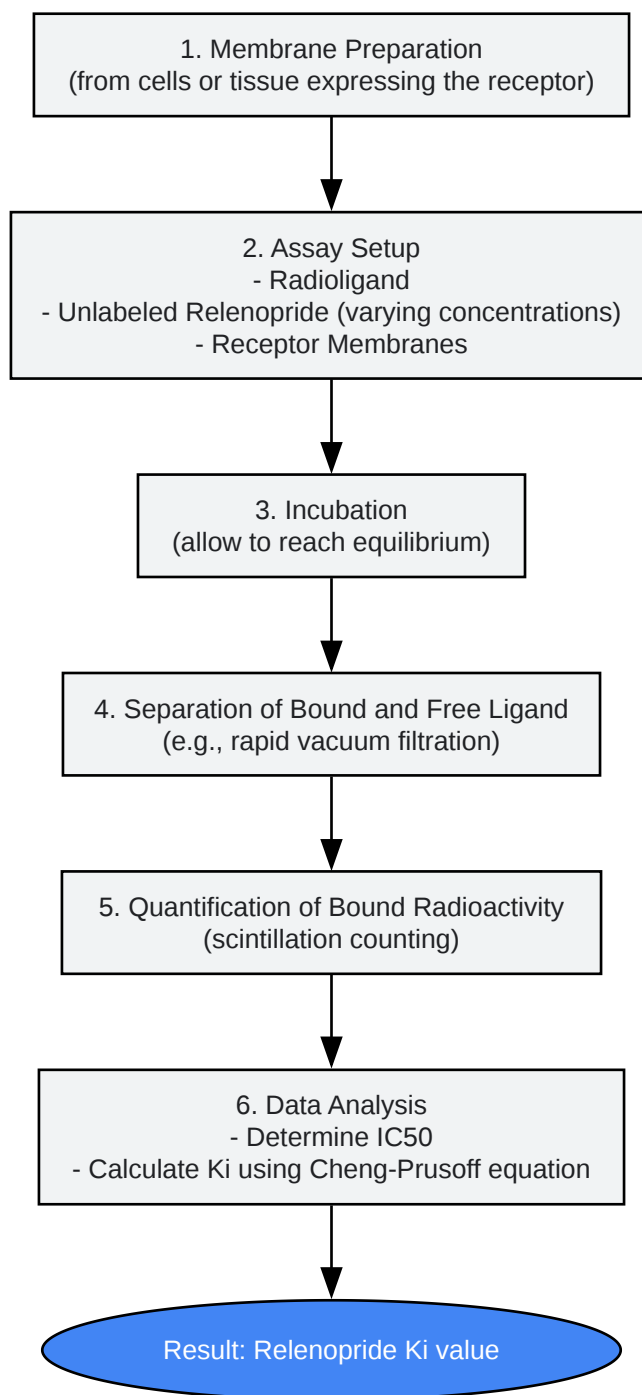 1. Membrane Preparation
(from cells or tissue expressing the receptor)
2. Assay Setup
- Radioligand
- Unlabeled Relenopride (varying concentrations)
- Receptor Membranes
3. Incubation
(allow to reach equilibrium)
4. Separation of Bound and Free Ligand
(e.g., rapid vacuum filtration)
5. Quantification of Bound Radioactivity
(scintillation counting)
6. Data Analysis
- Determine IC50
- Calculate Ki using Cheng-Prusoff equation
Result: Relenopride Ki value